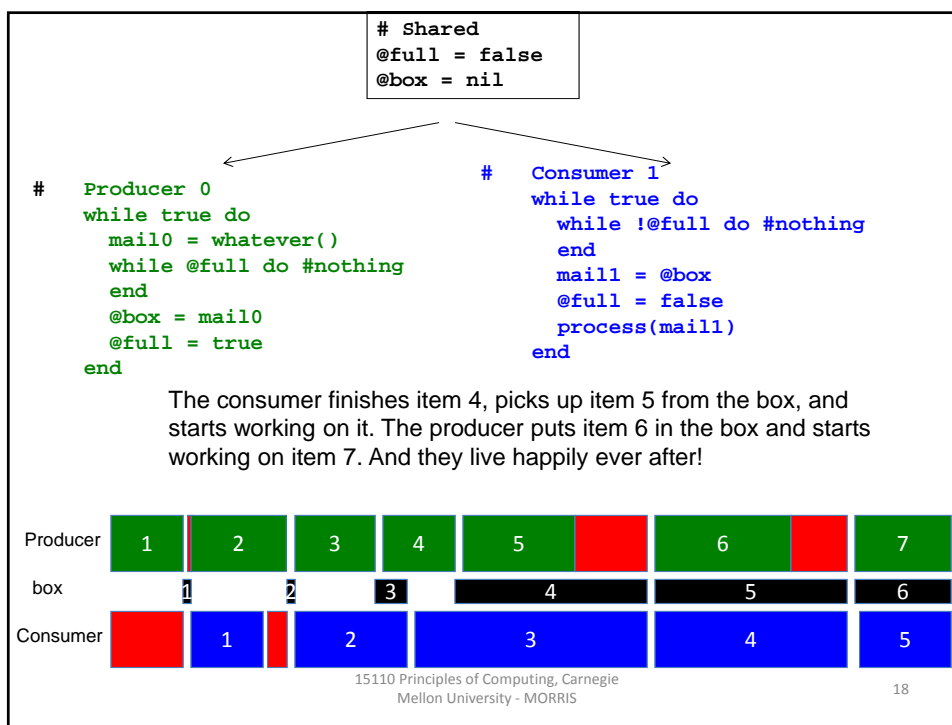 # Shared
@full = false
@box = nil
# Producer 0
while true do
mail0 = whatever()
while @full do #nothing
end
@box = mail0
@full = true
end
# Consumer 1
while true do
while !@full do #nothing
end
mail1 = @box
@full = false
process(mail1)
end
The consumer finishes item 4, picks up item 5 from the box, and
starts working on it. The producer puts item 6 in the box and starts
working on item 7. And they live happily ever after!
Producer 1 2 3 4 5 6 7
box 1 2 3 4 5 6
Consumer 1 2 3 4 5
15110 Principles of Computing, Carnegie
Mellon University - MORRIS
18